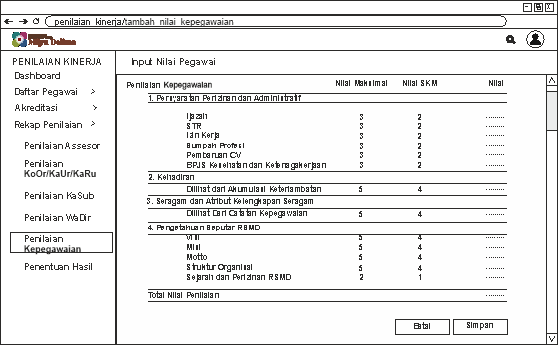 penilaian_kinerja/tambah_nilai_kepegawaian
Mitra Delima
PENILAIAN KINERJA
Dashboard
Daftar Pegawai >
Akreditasi >
Rekap Penilaian >
Penilaian Assesor
Penilaian
KoOr/KaUr/KaRu
Penilaian KaSub
Penilaian WaDir
Penilaian
Kepegawaian
Penentuan Hasil
Input Nilai Pegawai
Penilaian Kepegawaian Nilai Maksimal Nilai SKM Nilai
1. Persyaratan Perizinan dan Administratif
Ijazah 3 2 ........
STR 3 2 ........
Izin Kerja 3 2 ........
Sumpah Profesi 3 2 ........
Pembaruan CV 3 2 ........
BPJS Kesehatan dan Ketenagakerjaan 3 2 ........
2. Kehadiran
Dilihat dari Akumulasi Keterlambatan 5 4 ........
3. Seragam dan Atribut Kelengkapan Seragam
Dilihat Dari Catatan Kepegawaian 5 4 ........
4. Pengetahuan Seputar RSMD
Visi 5 4 ........
Misi 5 4 ........
Motto 5 4 ........
Struktur Organisasi 5 4 ........
Sejarah dan Perizinan RSMD 2 1 ........
Total Nilai Penilaian ........
Batal Simpan